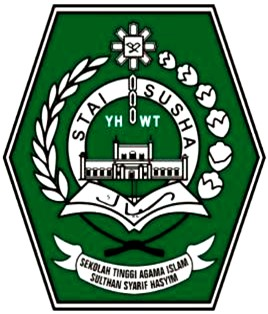 STAI SUSHA
YH WT
SEKOLAH TINGGI AGAMA ISLAM
SULTHAN SYARIF HASYIM